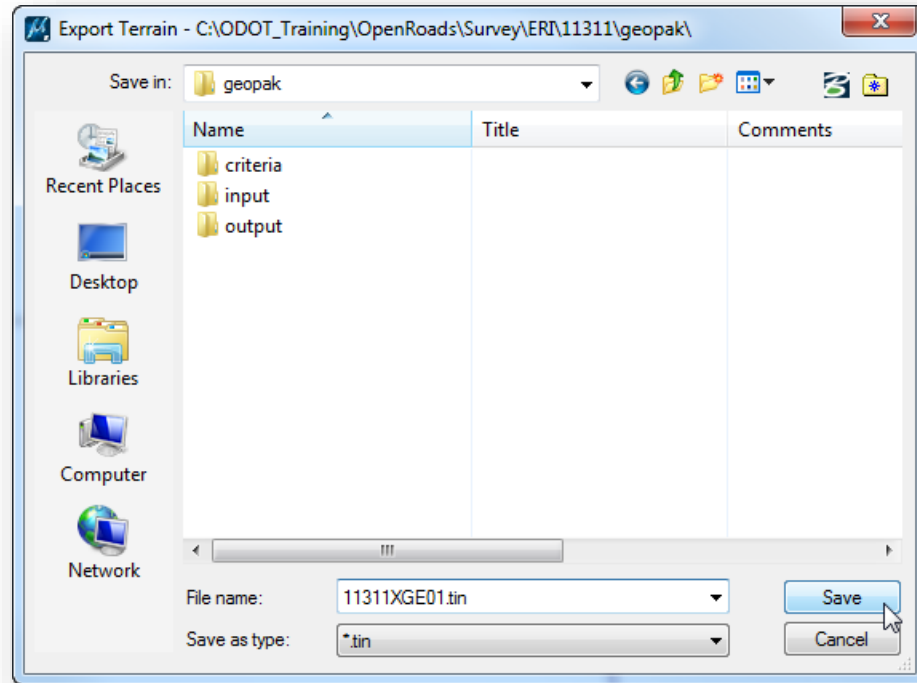 Export Terrain - C:\ODOT_Training\OpenRoads\Survey\ERI\11311\geopak\
Save in: geopak
Name Title Comments
criteria
input
output
Recent Places
Desktop
Libraries
Computer
Network
File name: 11311XGE01.tin Save
Save as type: *.tin Cancel